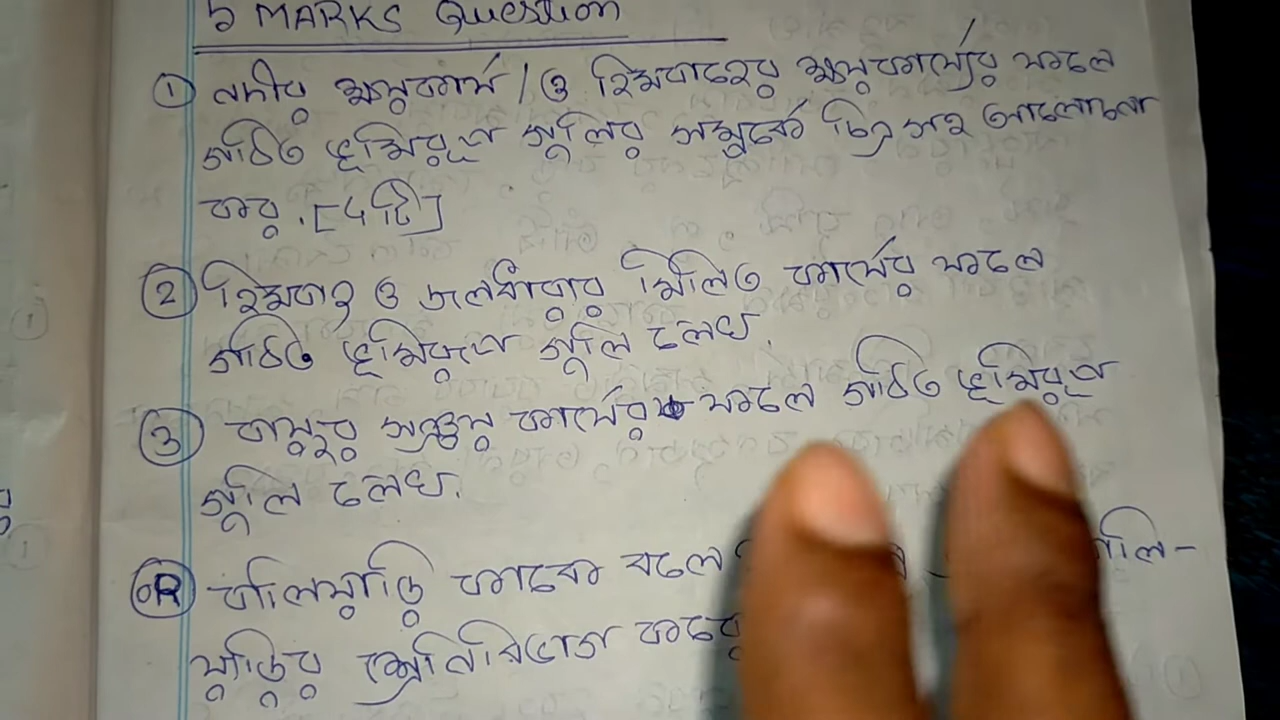 5 MARKS Question
① নদীর ক্ষয়কার্য / ও হিমবাহের ক্ষয়কার্যের ফলে
গঠিত ভূমিরূপ গুলির সম্পর্কে চিত্র সহ আলোচনা
কর. [৫টি]
② হিমবাহ ও জলধারার মিলিত কার্যের ফলে
গঠিত ভূমিরূপ গুলি লেখ.
③ বায়ুর সঞ্চয় কার্যের ফলে গঠিত ভূমিরূপ
গুলি লেখ.
OR বালিয়াড়ি কাকে বলে
য়াড়ির শ্রেনিবিভাগ করে